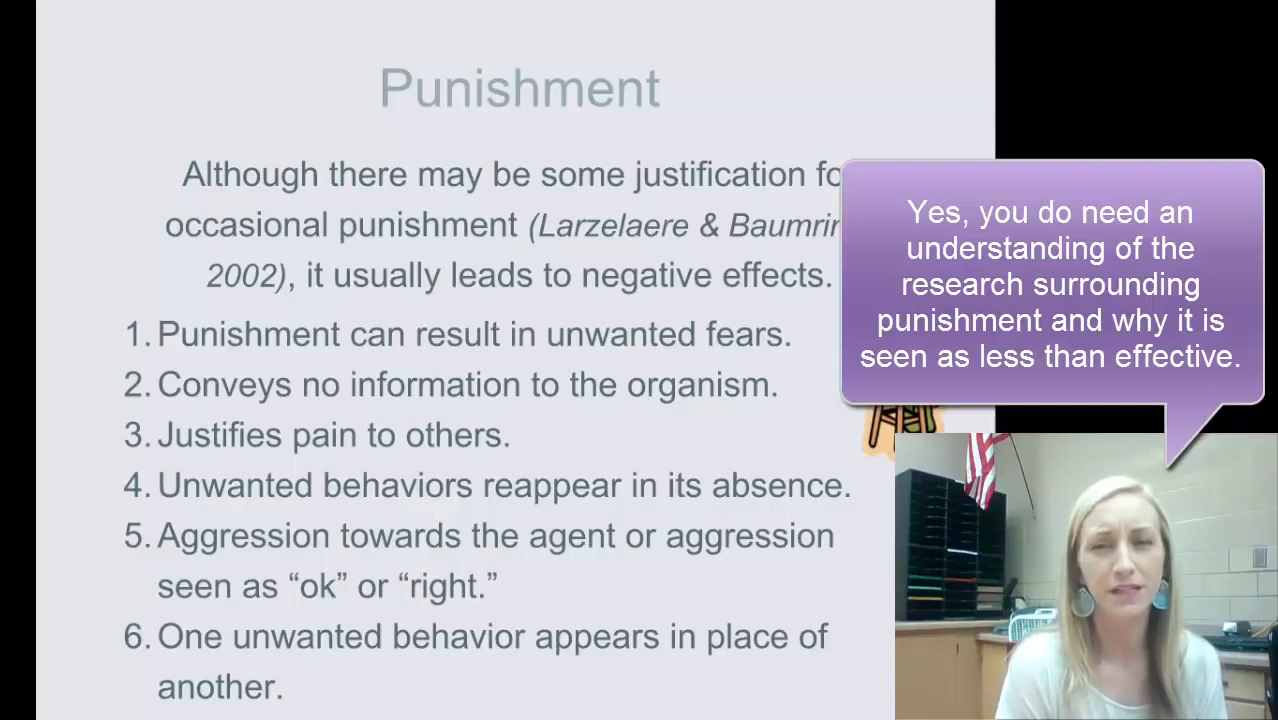 Punishment
Although there may be some justification fo
occasional punishment (Larzelaere & Baumrin
2002), it usually leads to negative effects.
1. Punishment can result in unwanted fears.
2. Conveys no information to the organism.
3. Justifies pain to others.
4. Unwanted behaviors reappear in its absence.
5. Aggression towards the agent or aggression
seen as “ok” or “right.”
6. One unwanted behavior appears in place of
another.
Yes, you do need an
understanding of the
research surrounding
punishment and why it is
seen as less than effective.